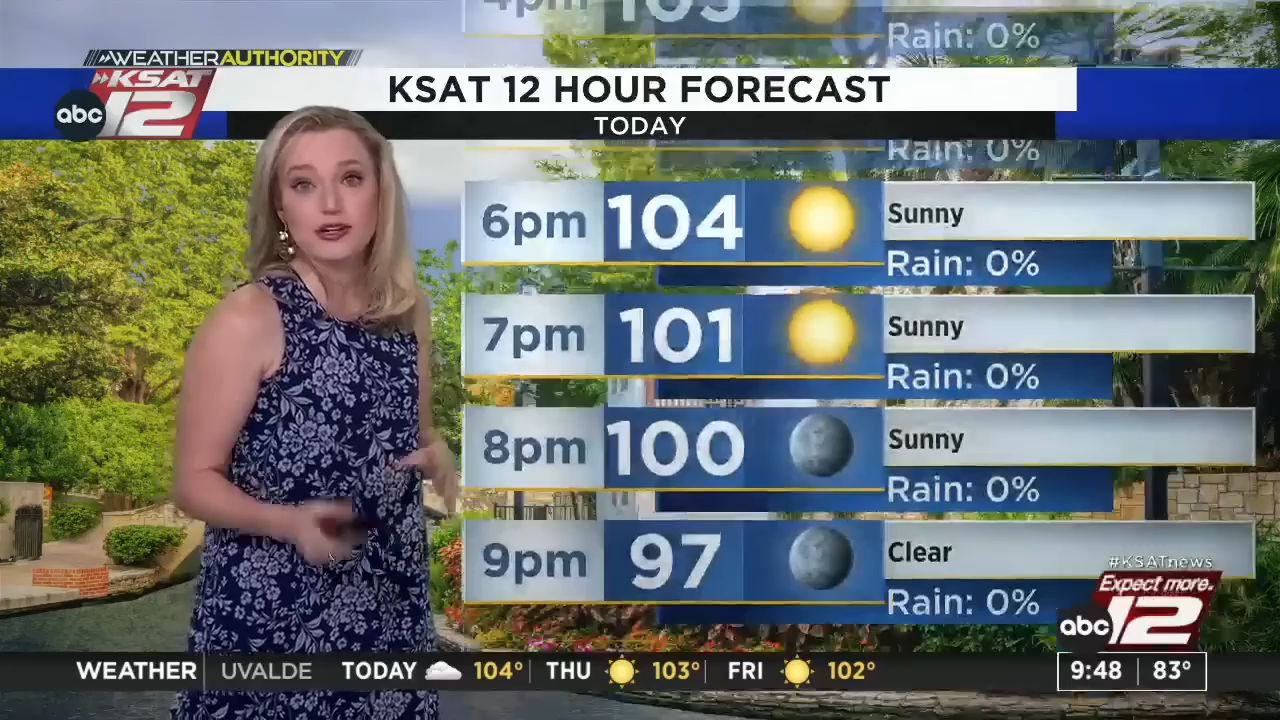 4pm 103
Rain: 0%
WEATHERAUTHORITY
KSAT
abc 12
KSAT 12 HOUR FORECAST
TODAY
Rain: 0%
6pm 104 Sunny
Rain: 0%
7pm 101 Sunny
Rain: 0%
8pm 100 Sunny
Rain: 0%
9pm 97 Clear
Rain: 0%
#KSATnews
Expect more.
abc 12
WEATHER UVALDE TODAY 104° THU 103° FRI 102°
9:48 83°